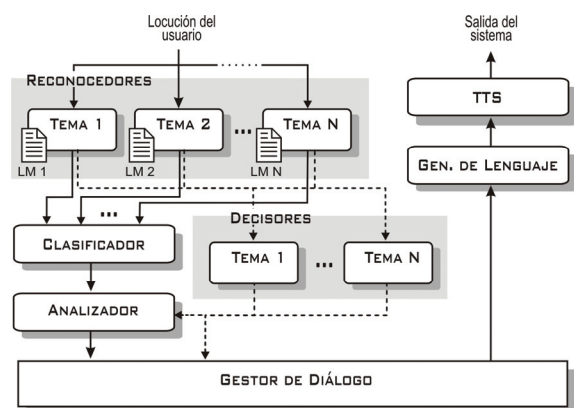 Locución del
usuario
Salida del
sistema
RECONOCEDORES
TEMA 1
TEMA 2
...
TEMA N
LM 1
LM 2
LM N
TTS
GEN. DE LENGUAJE
...
DECISORES
CLASIFICADOR
TEMA 1
...
TEMA N
ANALIZADOR
GESTOR DE DIÁLOGO